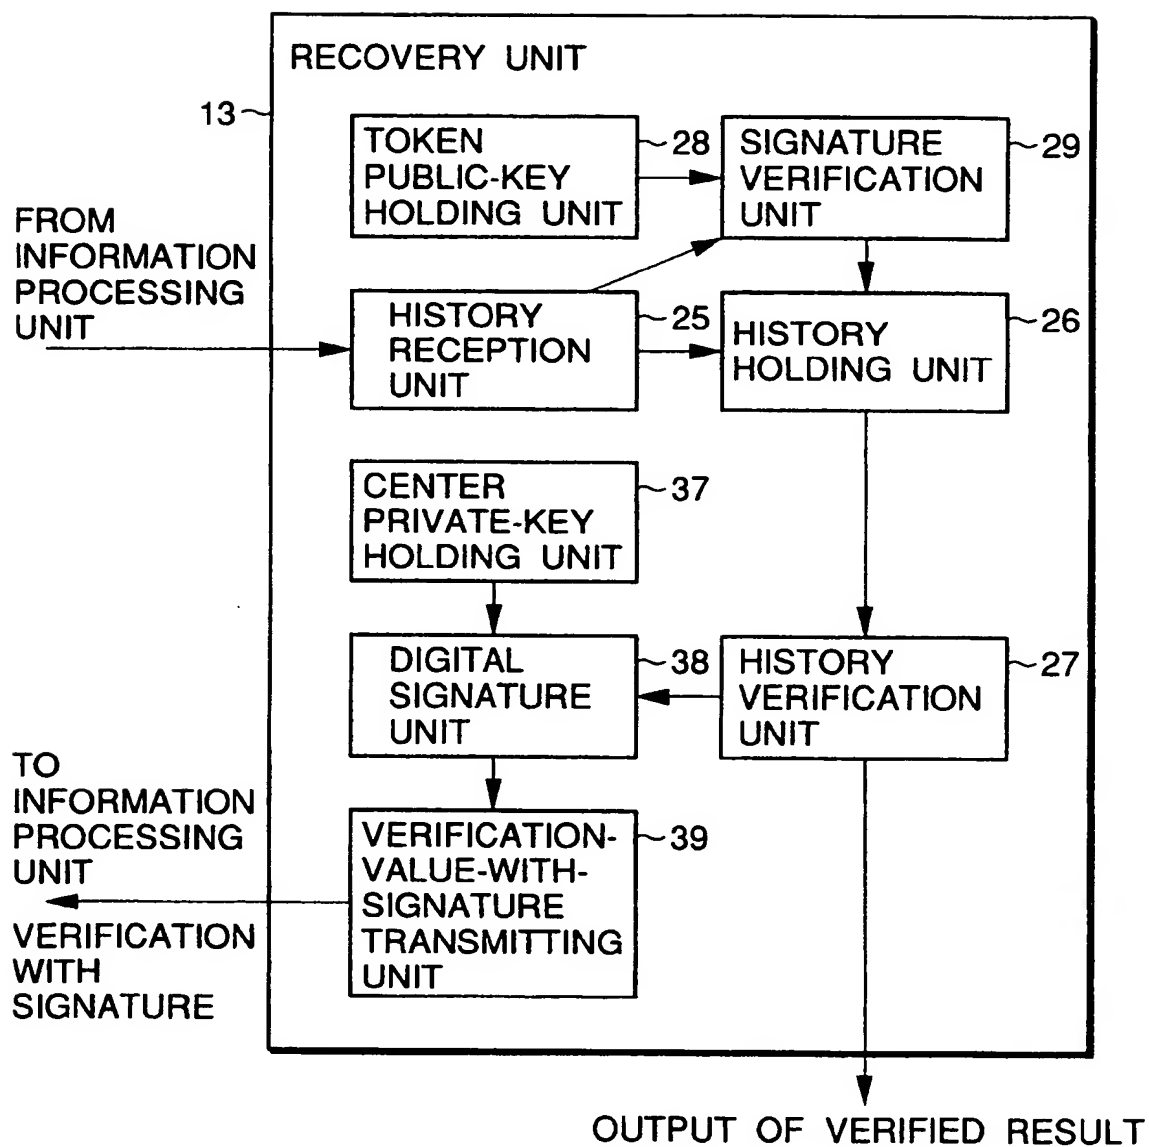 RECOVERY UNIT
13
TOKEN
PUBLIC-KEY
HOLDING UNIT
28
SIGNATURE
VERIFICATION
UNIT
29
FROM
INFORMATION
PROCESSING
UNIT
HISTORY
RECEPTION
UNIT
25
HISTORY
HOLDING UNIT
26
CENTER
PRIVATE-KEY
HOLDING UNIT
37
DIGITAL
SIGNATURE
UNIT
38
HISTORY
VERIFICATION
UNIT
27
TO
INFORMATION
PROCESSING
UNIT
VERIFICATION-
VALUE-WITH-
SIGNATURE
TRANSMITTING
UNIT
39
VERIFICATION
WITH
SIGNATURE
OUTPUT OF VERIFIED RESULT